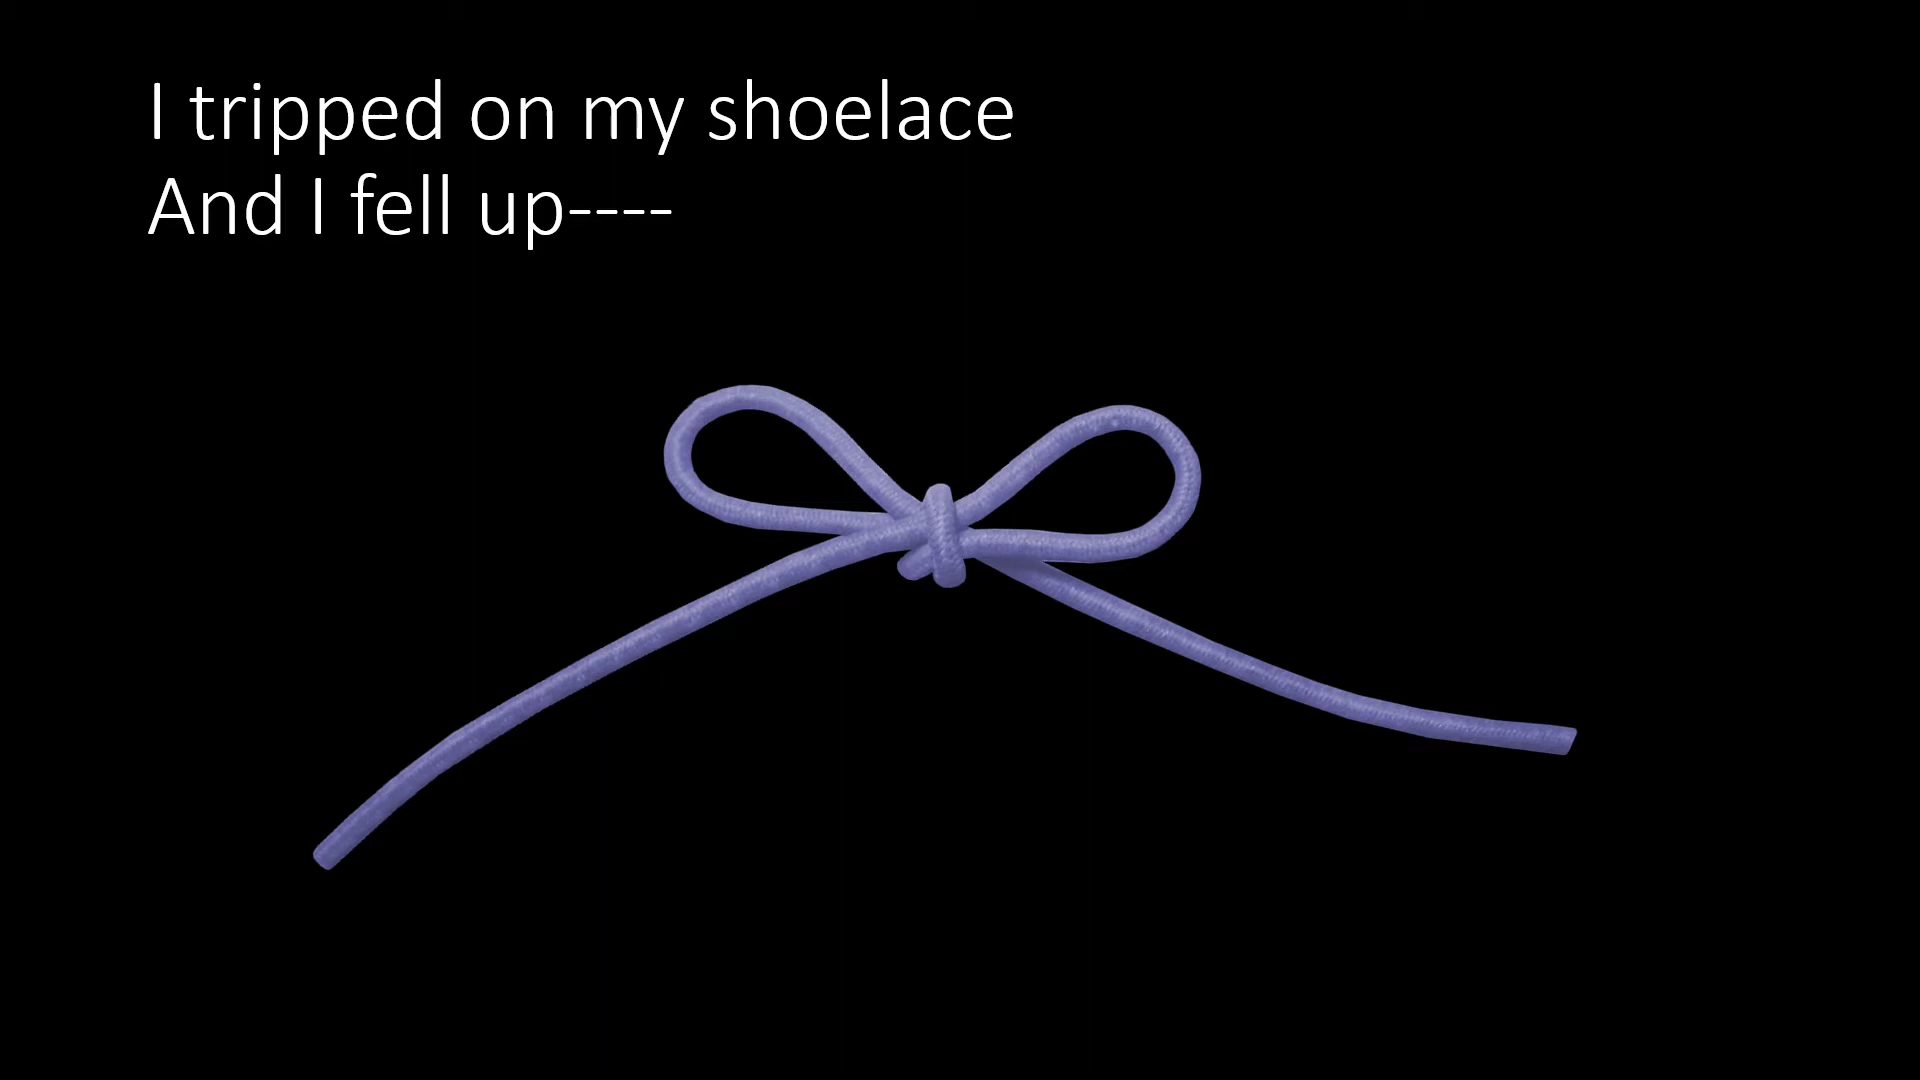 I tripped on my shoelace
And I fell up----